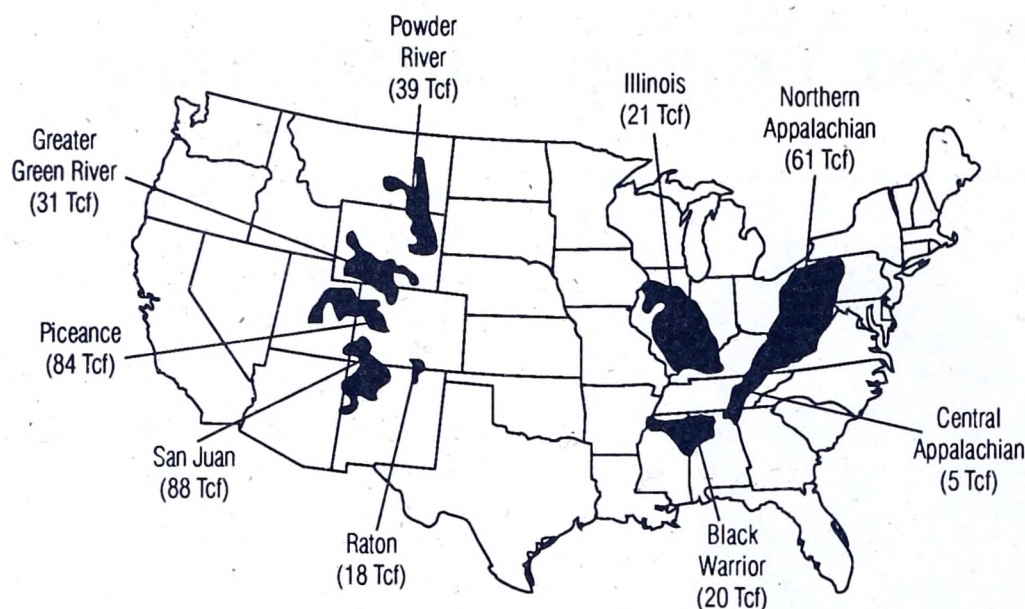 Powder
River
(39 Tcf)
Illinois
(21 Tcf)
Northern
Appalachian
(61 Tcf)
Greater
Green River
(31 Tcf)
Piceance
(84 Tcf)
San Juan
(88 Tcf)
Raton
(18 Tcf)
Black
Warrior
(20 Tcf)
Central
Appalachian
(5 Tcf)